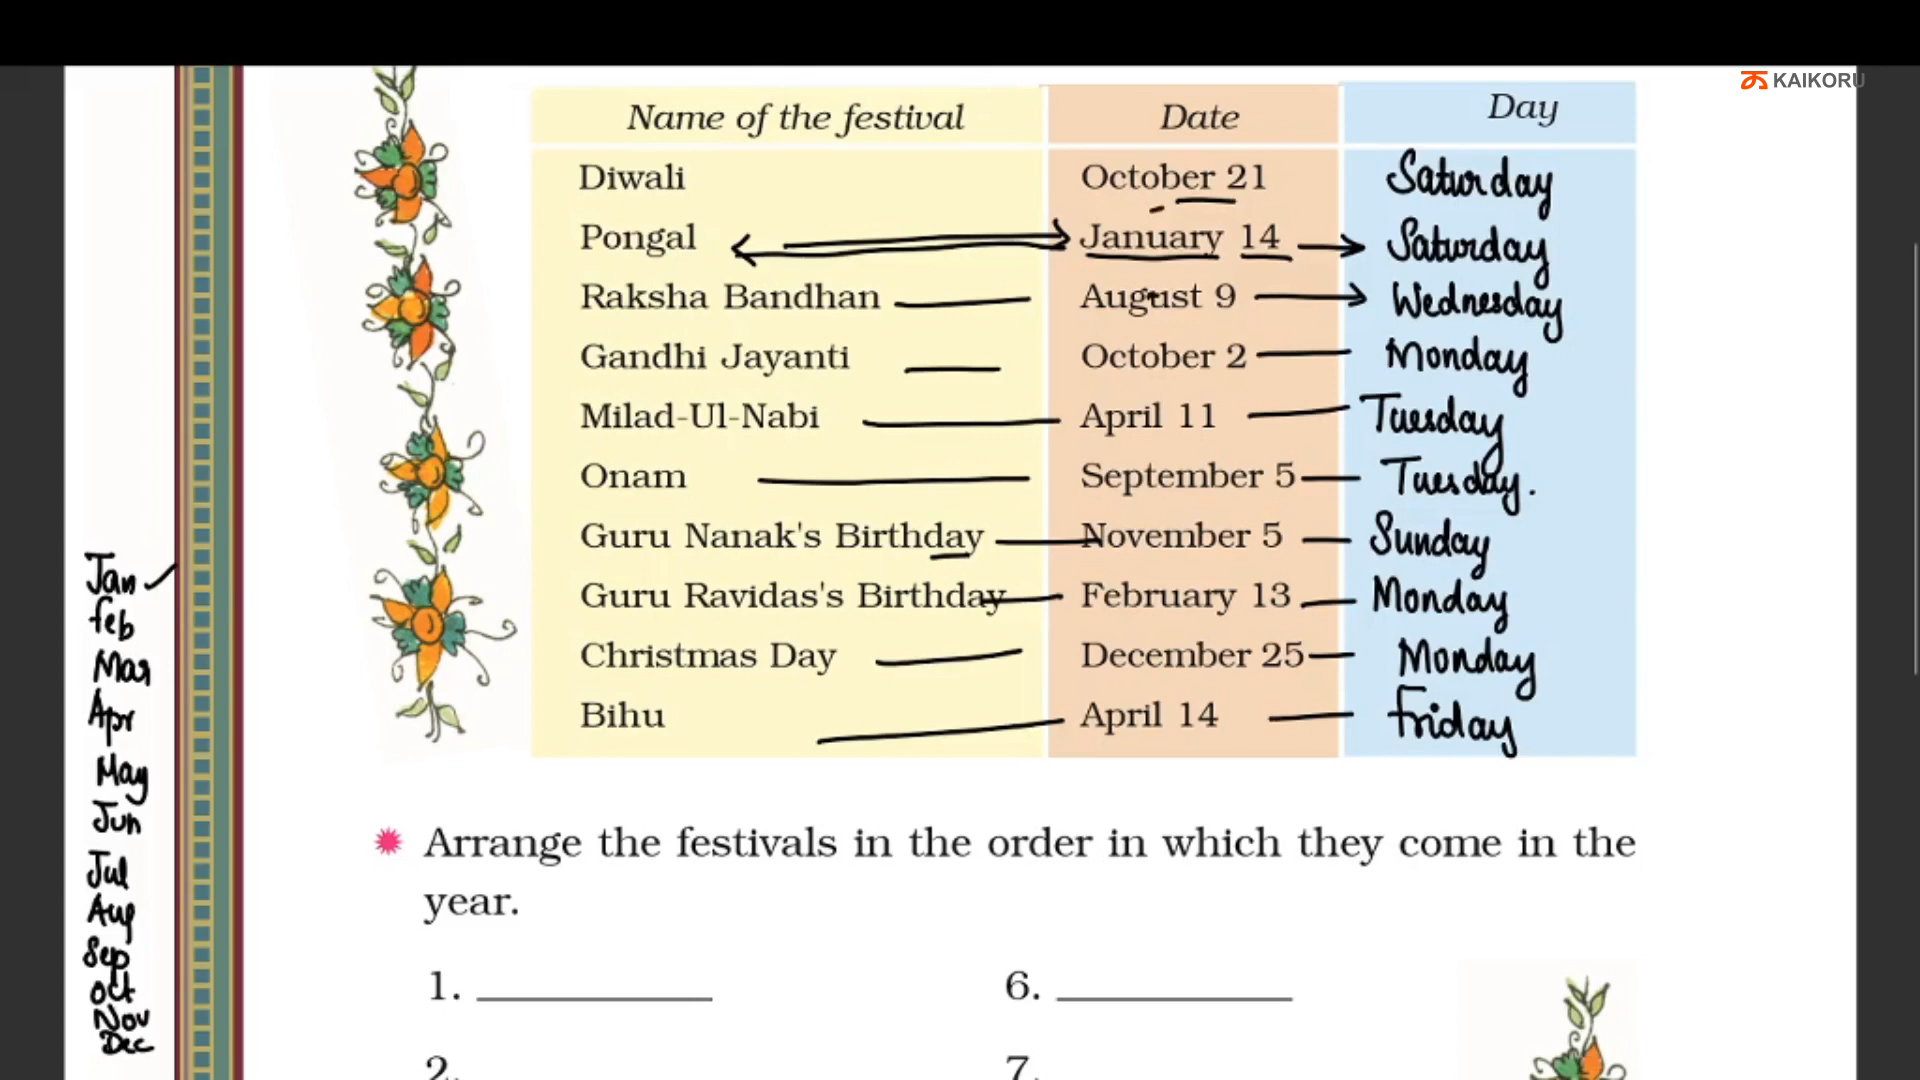 KAIKORU
Name of the festival Date Day
Diwali October 21 Saturday
Pongal January 14 Saturday
Raksha Bandhan August 9 Wednesday
Gandhi Jayanti October 2 Monday
Milad-Ul-Nabi April 11 Tuesday
Onam September 5 Tuesday.
Guru Nanak's Birthday November 5 Sunday
Guru Ravidas's Birthday February 13 Monday
Christmas Day December 25 Monday
Bihu April 14 Friday
Jan
feb
Mar
Apr
May
Jun
Jul
Aug
Sep
Oct
Nov
Dec
Arrange the festivals in the order in which they come in the
year.
1. 6.
2. 7.